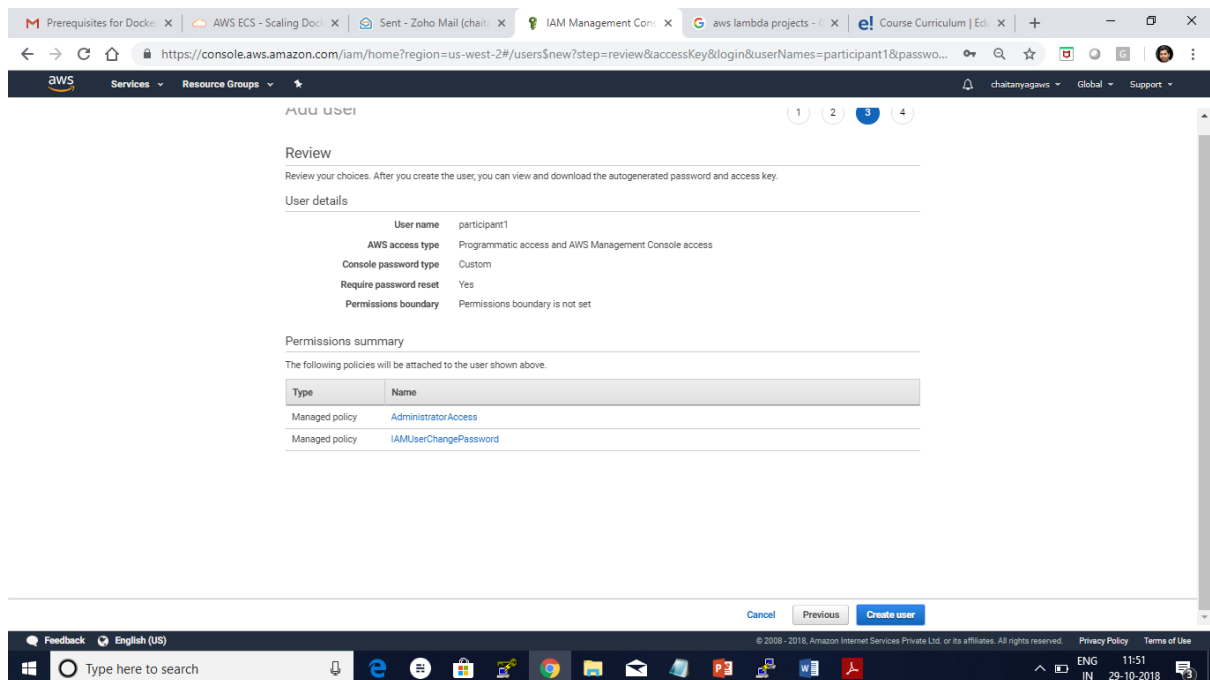 Prerequisites for Docker
AWS ECS - Scaling Doc
Sent - Zoho Mail (chait
IAM Management Cons
aws lambda projects - 
Course Curriculum | Ed
https://console.aws.amazon.com/iam/home?region=us-west-2#/users$new?step=review&accessKey&login&userNames=participant1&passwo...
aws
Services
Resource Groups
chaitanyagaws
Global
Support
Add user
1 2 3 4
Review
Review your choices. After you create the user, you can view and download the autogenerated password and access key.
User details
User name participant1
AWS access type Programmatic access and AWS Management Console access
Console password type Custom
Require password reset Yes
Permissions boundary Permissions boundary is not set
Permissions summary
The following policies will be attached to the user shown above.
Type Name
Managed policy AdministratorAccess
Managed policy IAMUserChangePassword
Cancel Previous Create user
Feedback English (US)
© 2008 - 2018, Amazon Internet Services Private Ltd. or its affiliates. All rights reserved. Privacy Policy Terms of Use
Type here to search
ENG 11:51
IN 29-10-2018